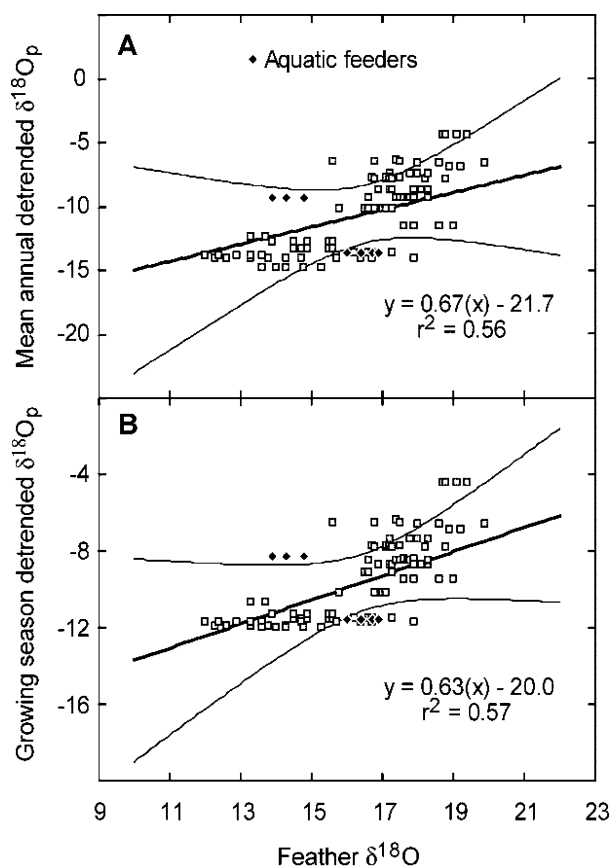 A
◆ Aquatic feeders
Mean annual detrended δ¹⁸Oₚ
0
-5
-10
-15
-20
y = 0.67(x) - 21.7
r² = 0.56
B
Growing season detrended δ¹⁸Oₚ
-4
-8
-12
-16
y = 0.63(x) - 20.0
r² = 0.57
9 11 13 15 17 19 21 23
Feather δ¹⁸O